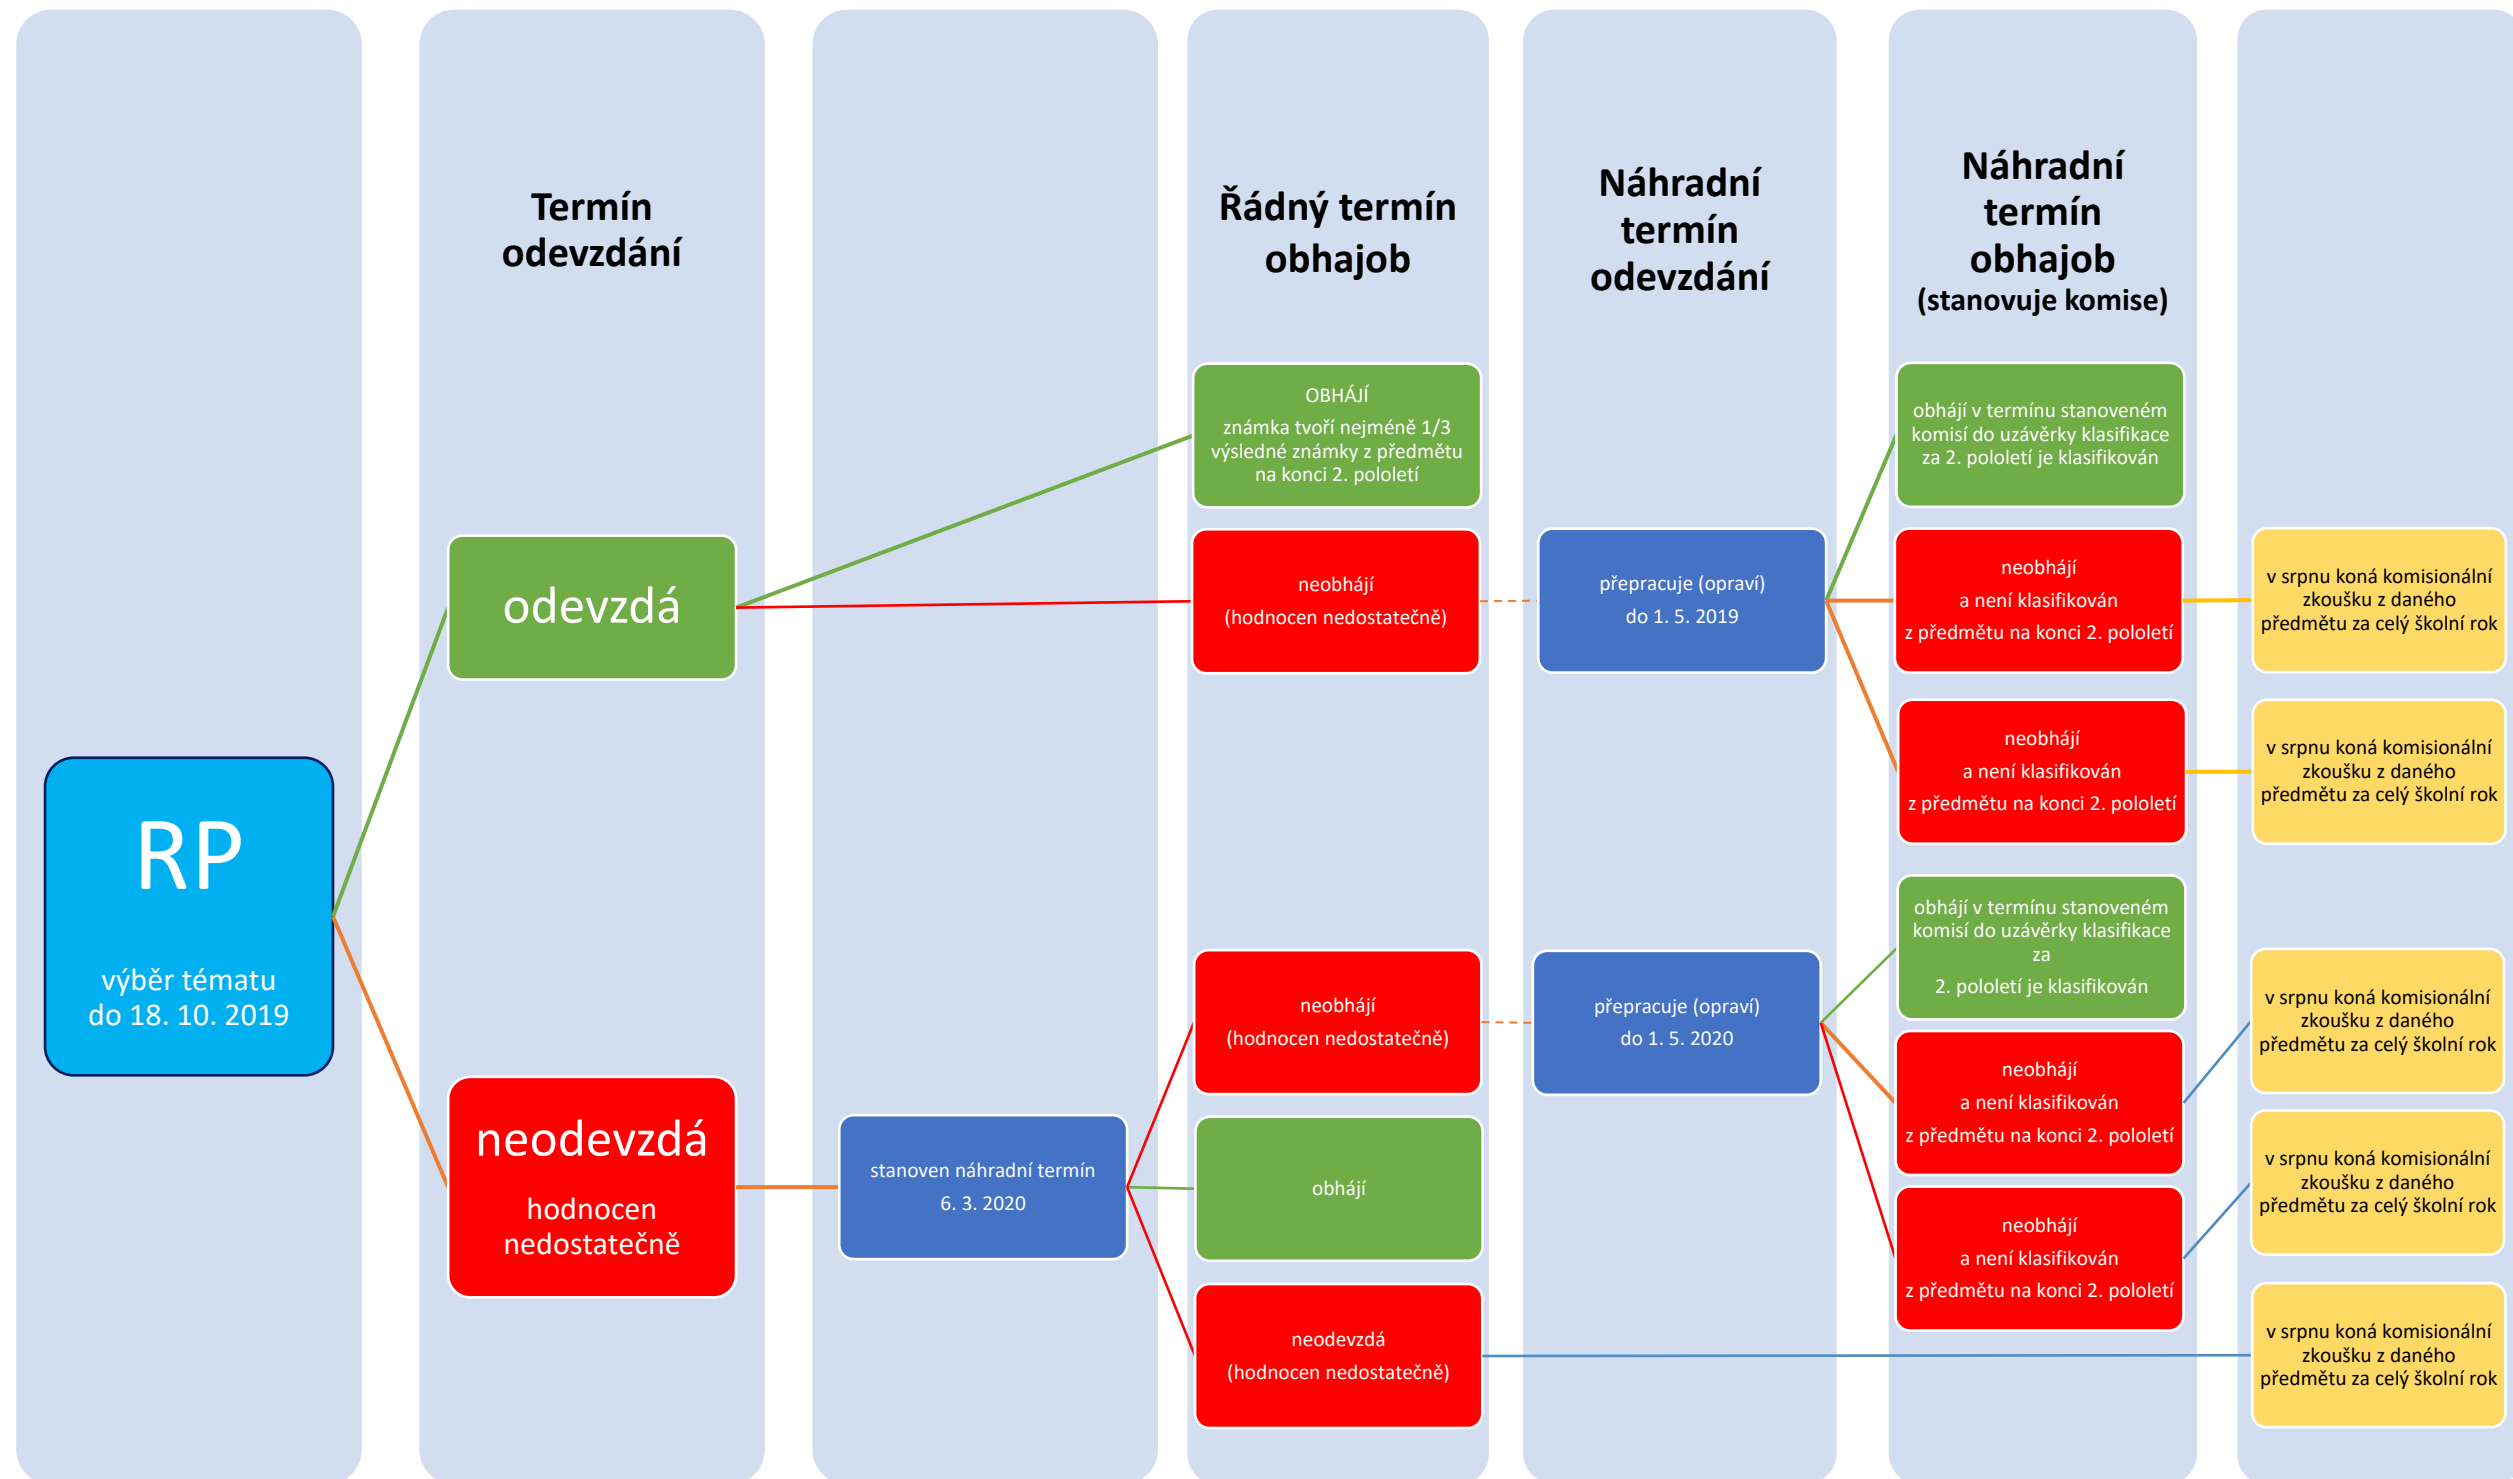 Termín
odevzdání
Řádný termín
obhajob
Náhradní
termín
odevzdání
Náhradní
termín
obhajob
(stanovuje komise)
RP
výběr tématu
do 18. 10. 2019
odevzdá
neodevzdá
hodnocen
nedostatečně
stanoven náhradní termín
6. 3. 2020
OBHÁJÍ
známka tvoří nejméně 1/3
výsledné známky z předmětu
na konci 2. pololetí
neobhájí
(hodnocen nedostatečně)
neobhájí
(hodnocen nedostatečně)
obhájí
neodevzdá
(hodnocen nedostatečně)
přepracuje (opraví)
do 1. 5. 2019
přepracuje (opraví)
do 1. 5. 2020
obhájí v termínu stanoveném
komisí do uzávěrky klasifikace
za 2. pololetí je klasifikován
neobhájí
a není klasifikován
z předmětu na konci 2. pololetí
neobhájí
a není klasifikován
z předmětu na konci 2. pololetí
obhájí v termínu stanoveném
komisí do uzávěrky klasifikace
za
2. pololetí je klasifikován
neobhájí
a není klasifikován
z předmětu na konci 2. pololetí
neobhájí
a není klasifikován
z předmětu na konci 2. pololetí
v srpnu koná komisionální
zkoušku z daného
předmětu za celý školní rok
v srpnu koná komisionální
zkoušku z daného
předmětu za celý školní rok
v srpnu koná komisionální
zkoušku z daného
předmětu za celý školní rok
v srpnu koná komisionální
zkoušku z daného
předmětu za celý školní rok
v srpnu koná komisionální
zkoušku z daného
předmětu za celý školní rok